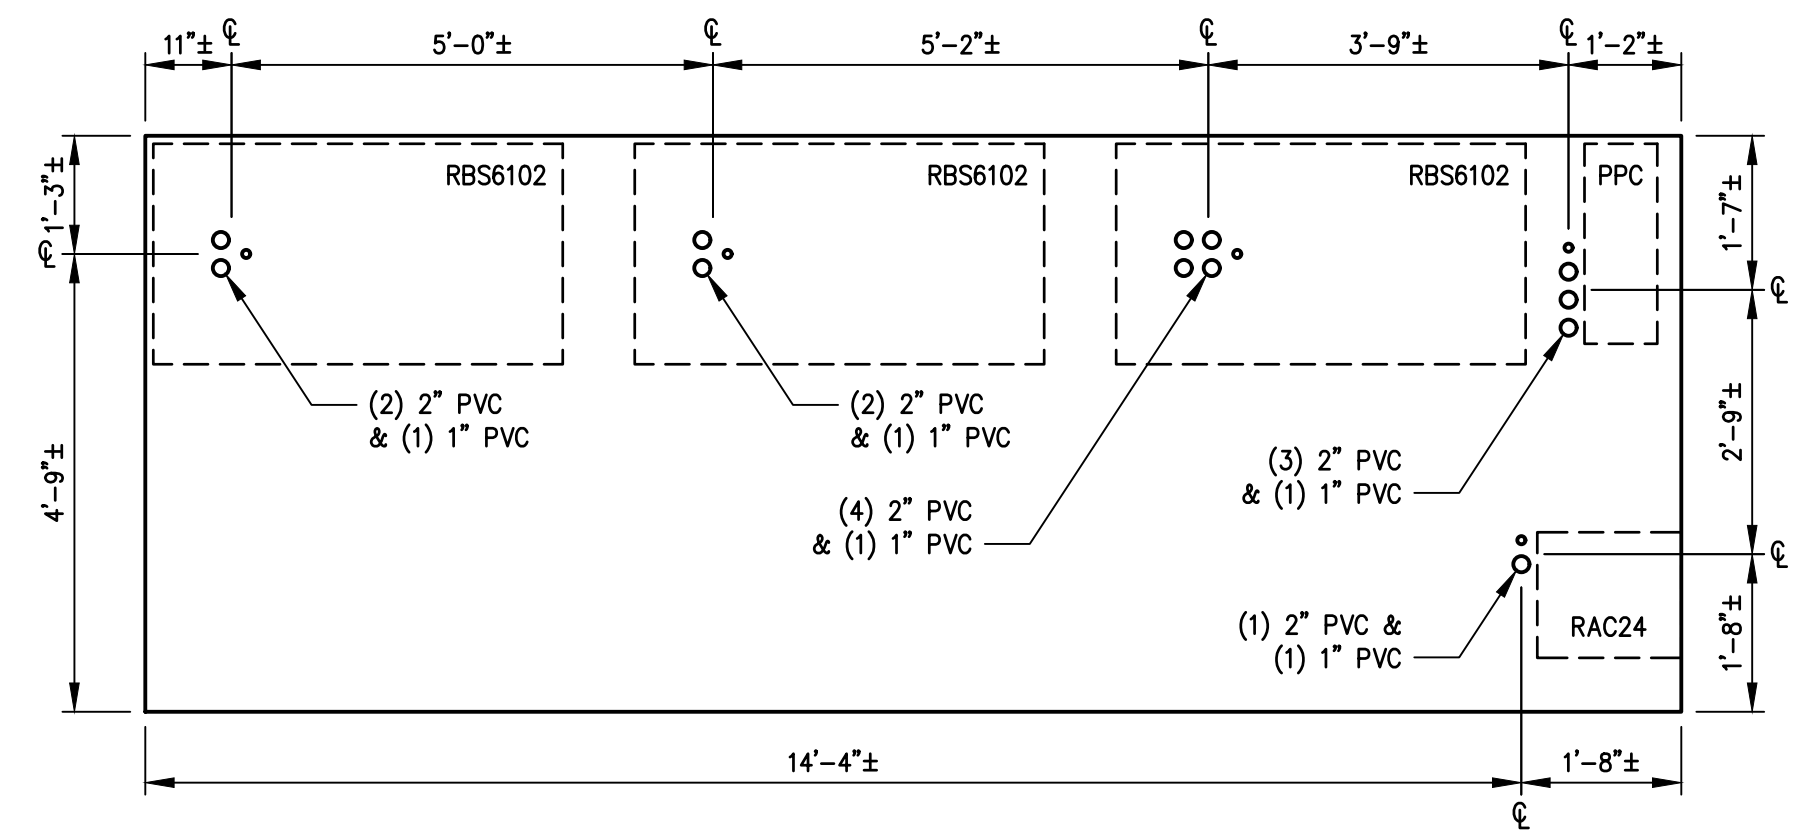 11"± ℄ 5'-0"± ℄ 5'-2"± ℄ 3'-9"± ℄ 1'-2"±
RBS6102 RBS6102 RBS6102 PPC
1'-3"±
1'-7"±
℄
℄
(2) 2" PVC
& (1) 1" PVC
(2) 2" PVC
& (1) 1" PVC
4'-9"±
2'-9"±
(3) 2" PVC
& (1) 1" PVC
(4) 2" PVC
& (1) 1" PVC
℄
(1) 2" PVC &
(1) 1" PVC
RAC24
1'-8"±
14'-4"± 1'-8"±
℄